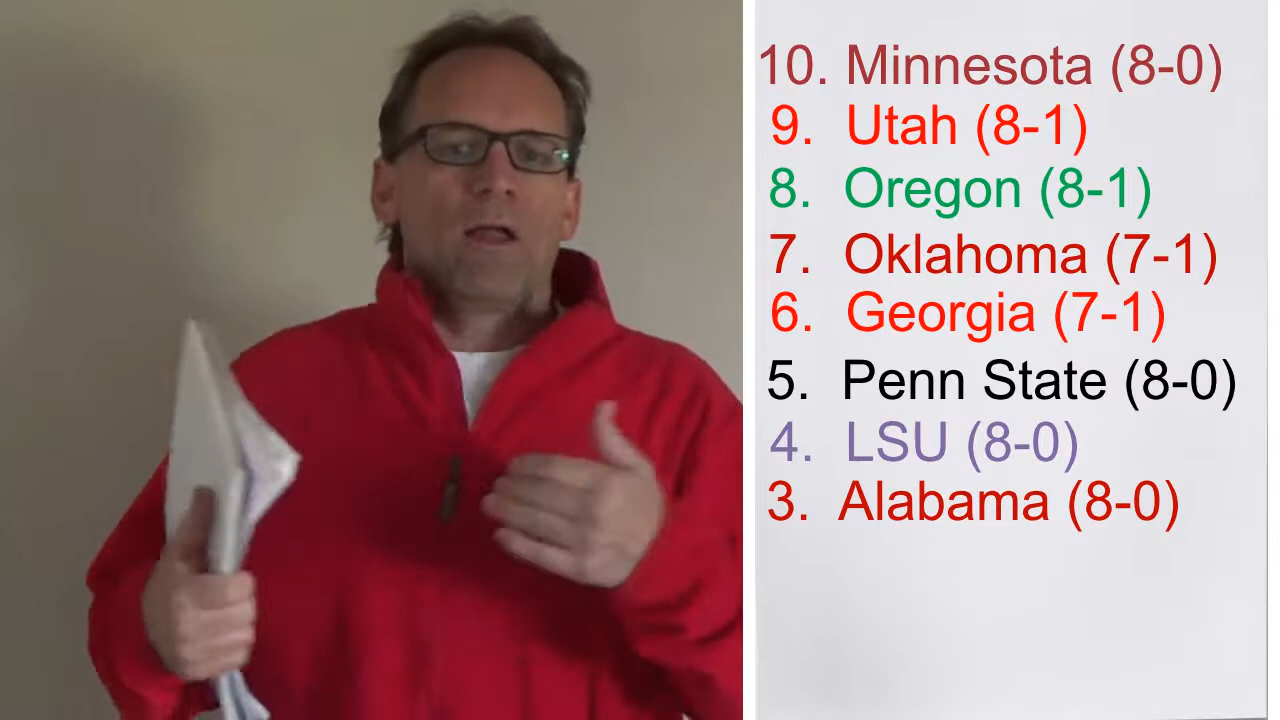 10. Minnesota (8-0)
9. Utah (8-1)
8. Oregon (8-1)
7. Oklahoma (7-1)
6. Georgia (7-1)
5. Penn State (8-0)
4. LSU (8-0)
3. Alabama (8-0)